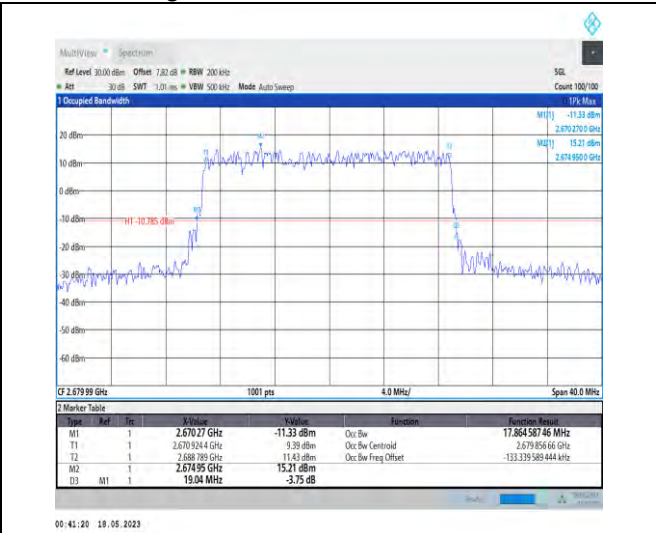 MultiView Spectrum
Ref Level 30.00 dBm Offset 7.82 dB RBW 200 kHz SGL
Att 30 dB SWT 1.01 ms VBW 500 kHz Mode Auto Sweep Count 100/100
1 Occupied Bandwidth 1Pk Max
M1[1] -11.33 dBm
2.670 2700 GHz
M2[1] 15.21 dBm
2.674 9500 GHz
20 dBm
10 dBm
0 dBm
-10 dBm
H1 -10.785 dBm
-20 dBm
-30 dBm
-40 dBm
-50 dBm
-60 dBm
CF 2.679 99 GHz 1001 pts 4.0 MHz/ Span 40.0 MHz
2 Marker Table
Type Ref Trc X-Value Y-Value Function Function Result
M1 1 2.670 27 GHz -11.33 dBm Occ Bw 17.864 587 46 MHz
T1 1 2.670 924 4 GHz 9.39 dBm Occ Bw Centroid 2.679 856 66 GHz
T2 1 2.688 789 GHz 11.43 dBm Occ Bw Freq Offset -133.339 589 444 kHz
M2 1 2.674 95 GHz 15.21 dBm
D3 M1 1 19.04 MHz -3.75 dB
00:41:20 18.05.2023